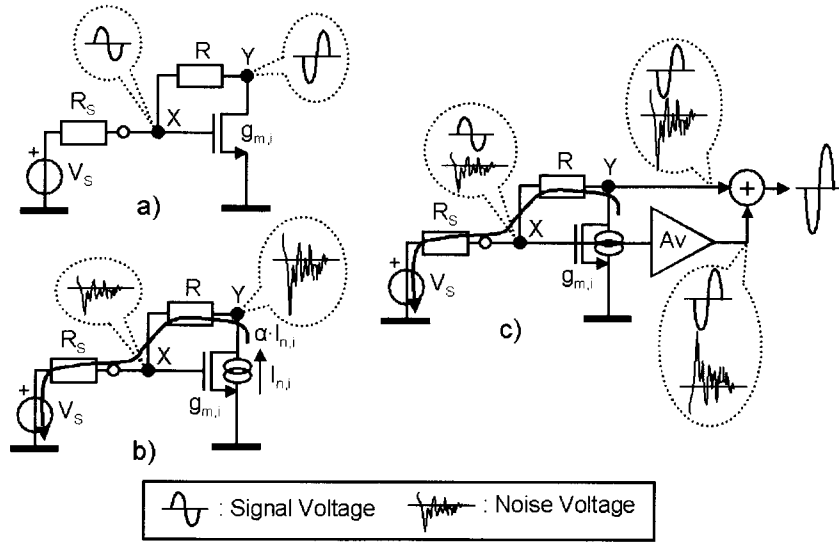 R
Y
R_S
X
g_m,i
+
V_S
a)
R
Y
R_S
X
α·I_n,i
I_n,i
g_m,i
+
V_S
b)
R
Y
R_S
X
g_m,i
Av
+
+
V_S
c)
: Signal Voltage
: Noise Voltage